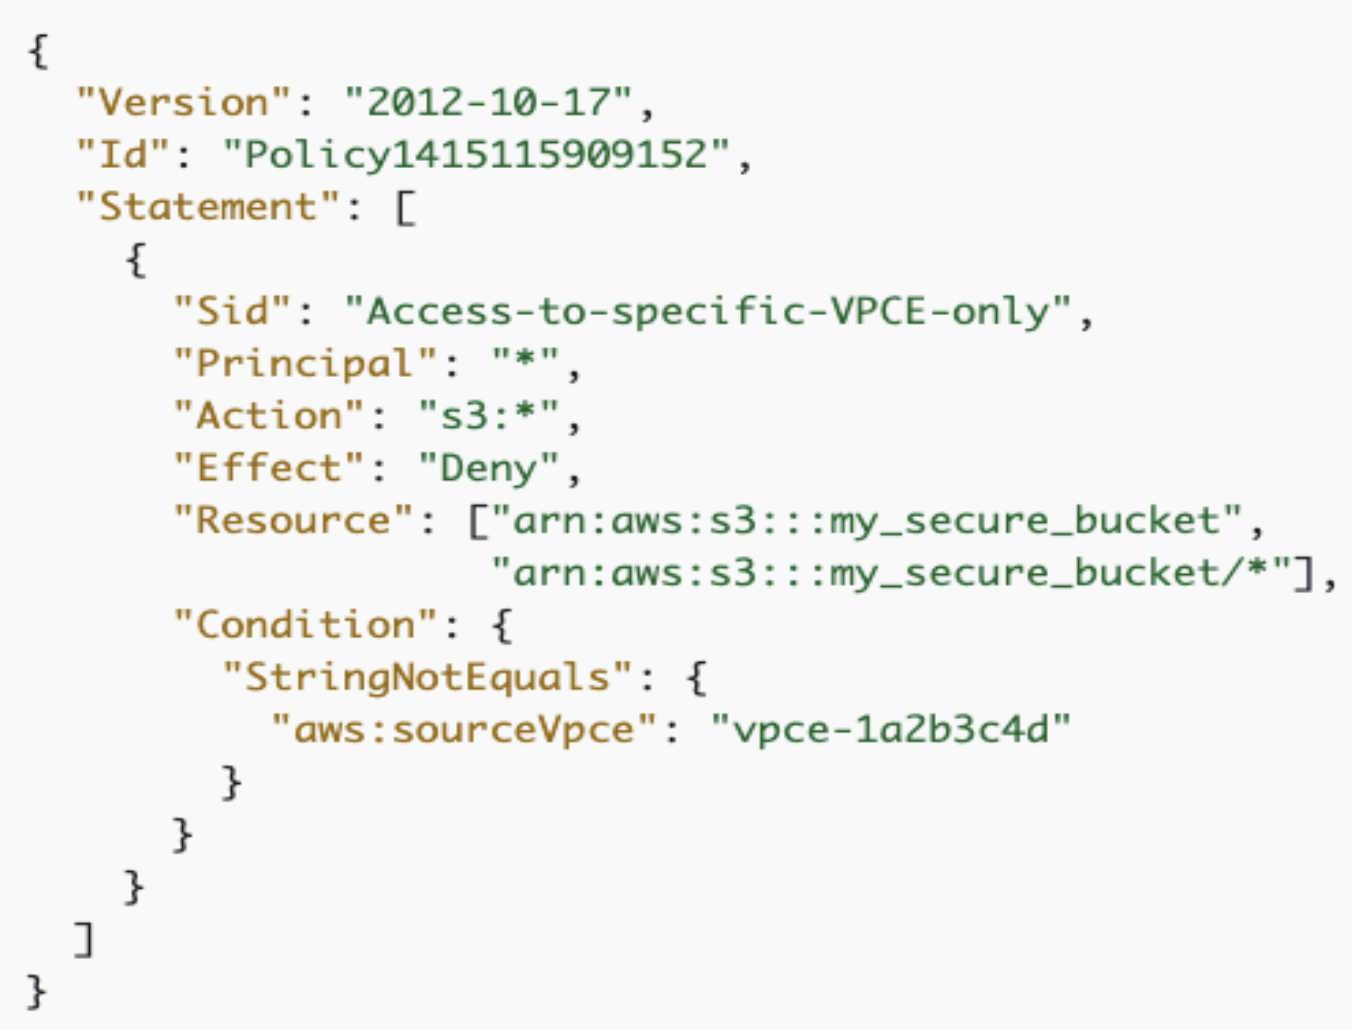 {
  "Version": "2012-10-17",
  "Id": "Policy1415115909152",
  "Statement": [
    {
      "Sid": "Access-to-specific-VPCE-only",
      "Principal": "*",
      "Action": "s3:*",
      "Effect": "Deny",
      "Resource": ["arn:aws:s3:::my_secure_bucket",
                   "arn:aws:s3:::my_secure_bucket/*"],
      "Condition": {
        "StringNotEquals": {
          "aws:sourceVpce": "vpce-1a2b3c4d"
        }
      }
    }
  ]
}